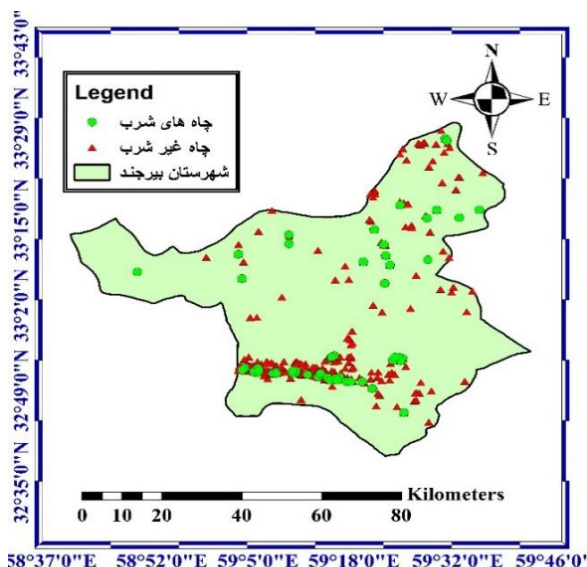 N
W E
S
Legend
چاه های شرب
چاه غیر شرب
شهرستان بیرجند
33°43'0"N
33°29'0"N
33°15'0"N
33°2'0"N
32°49'0"N
32°35'0"N
Kilometers
0 5 10 20 40 60 80
58°37'0"E 58°52'0"E 59°5'0"E 59°18'0"E 59°32'0"E 59°46'0"E